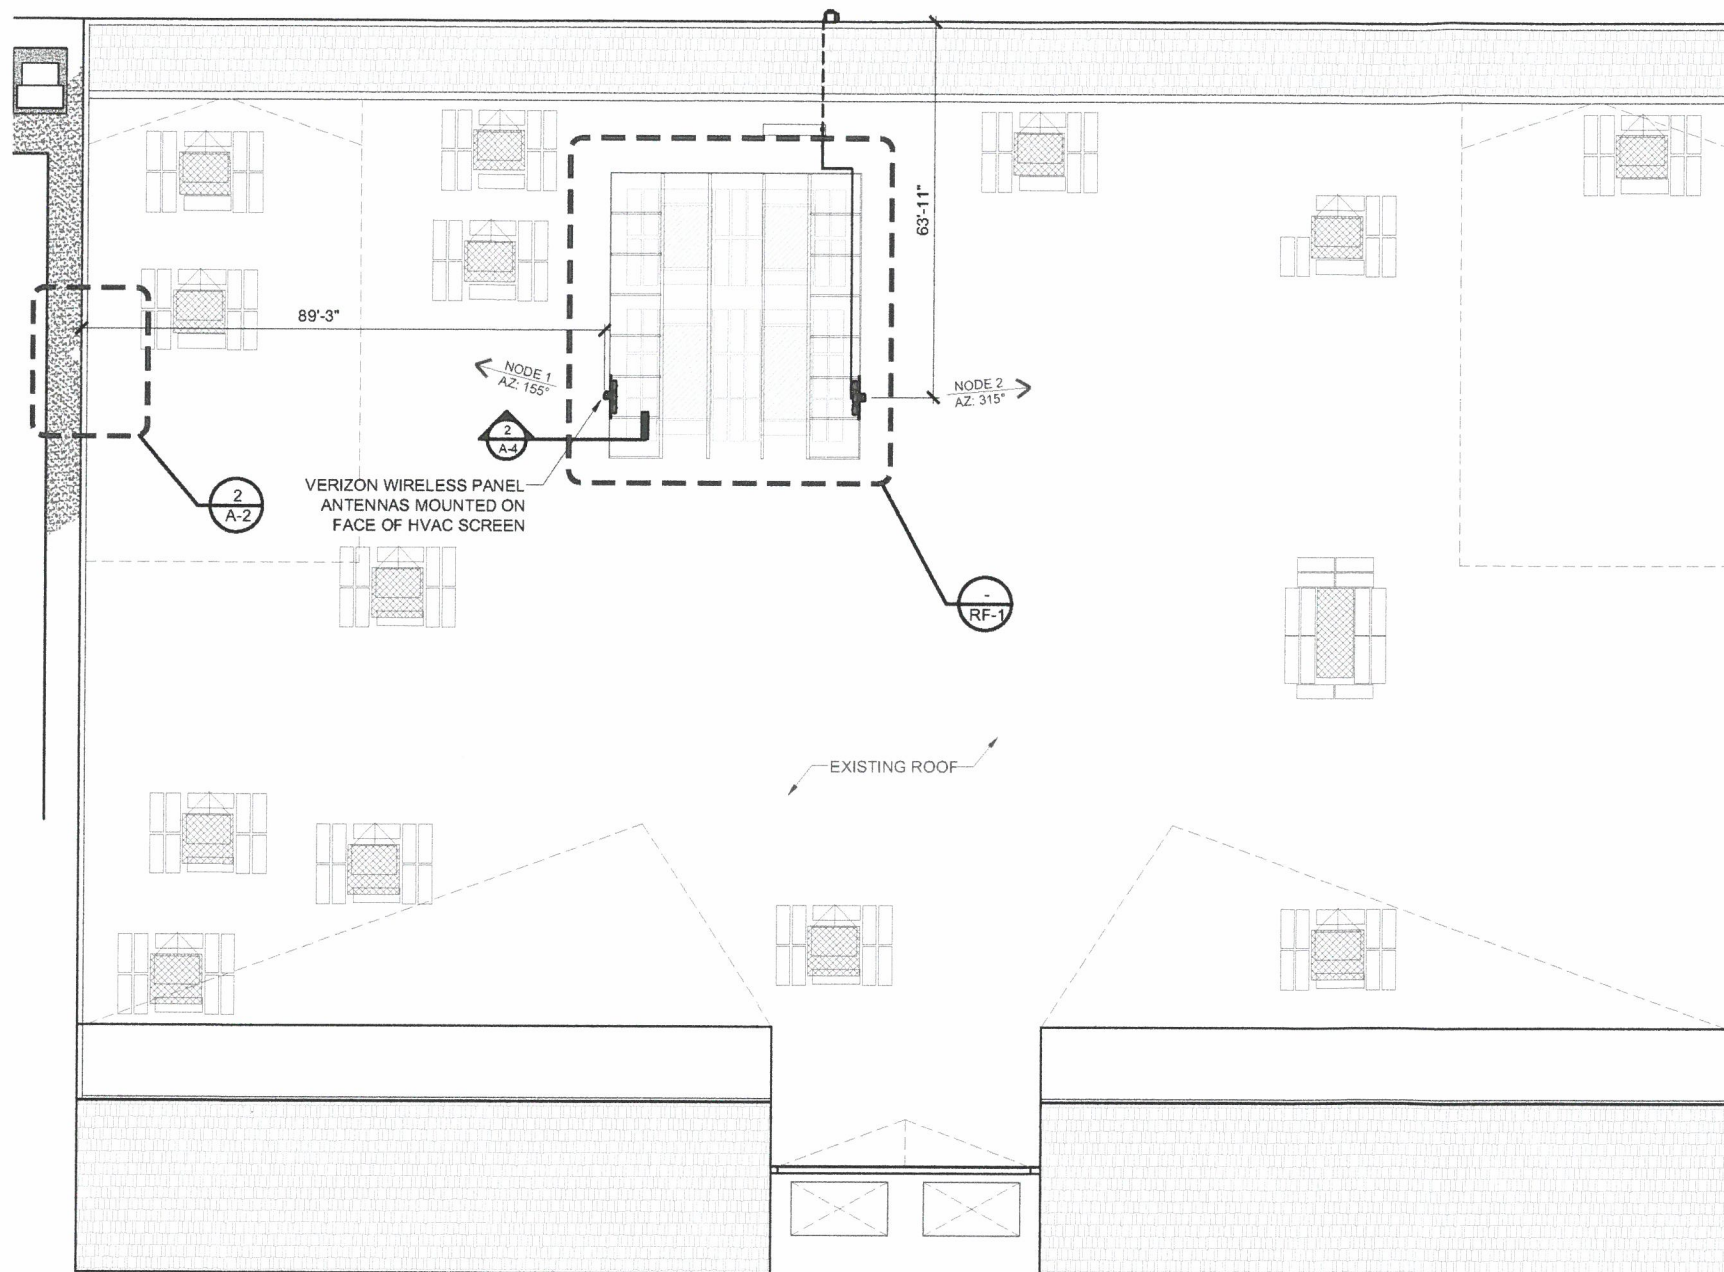 63'-11"
89'-3"
NODE 1
AZ: 155°
NODE 2
AZ: 315°
2
A-4
VERIZON WIRELESS PANEL
ANTENNAS MOUNTED ON
FACE OF HVAC SCREEN
2
A-2
-
RF-1
EXISTING ROOF